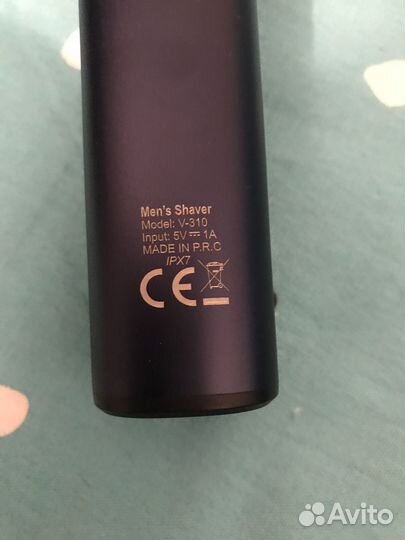 Men's Shaver
Model: V-310
Input: 5V⎓1A
MADE IN P.R.C
IPX7
CE
Avito